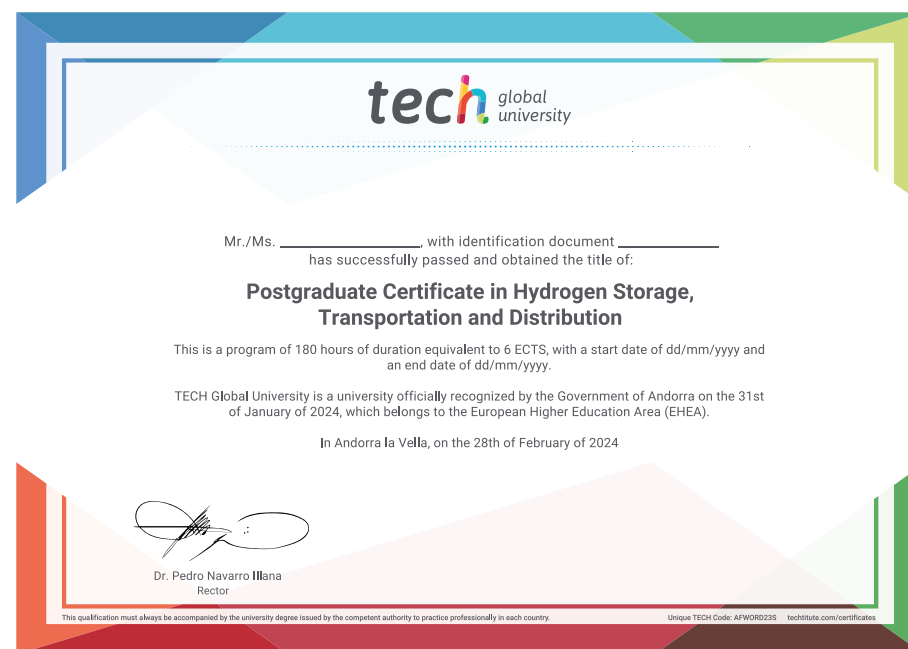 tech global
university
Mr./Ms. ____________, with identification document ____________
has successfully passed and obtained the title of:
Postgraduate Certificate in Hydrogen Storage,
Transportation and Distribution
This is a program of 180 hours of duration equivalent to 6 ECTS, with a start date of dd/mm/yyyy and
an end date of dd/mm/yyyy.
TECH Global University is a university officially recognized by the Government of Andorra on the 31st
of January of 2024, which belongs to the European Higher Education Area (EHEA).
In Andorra la Vella, on the 28th of February of 2024
Dr. Pedro Navarro Illana
Rector
This qualification must always be accompanied by the university degree issued by the competent authority to practice professionally in each country.
Unique TECH Code: AFWORD23S techtitute.com/certificates